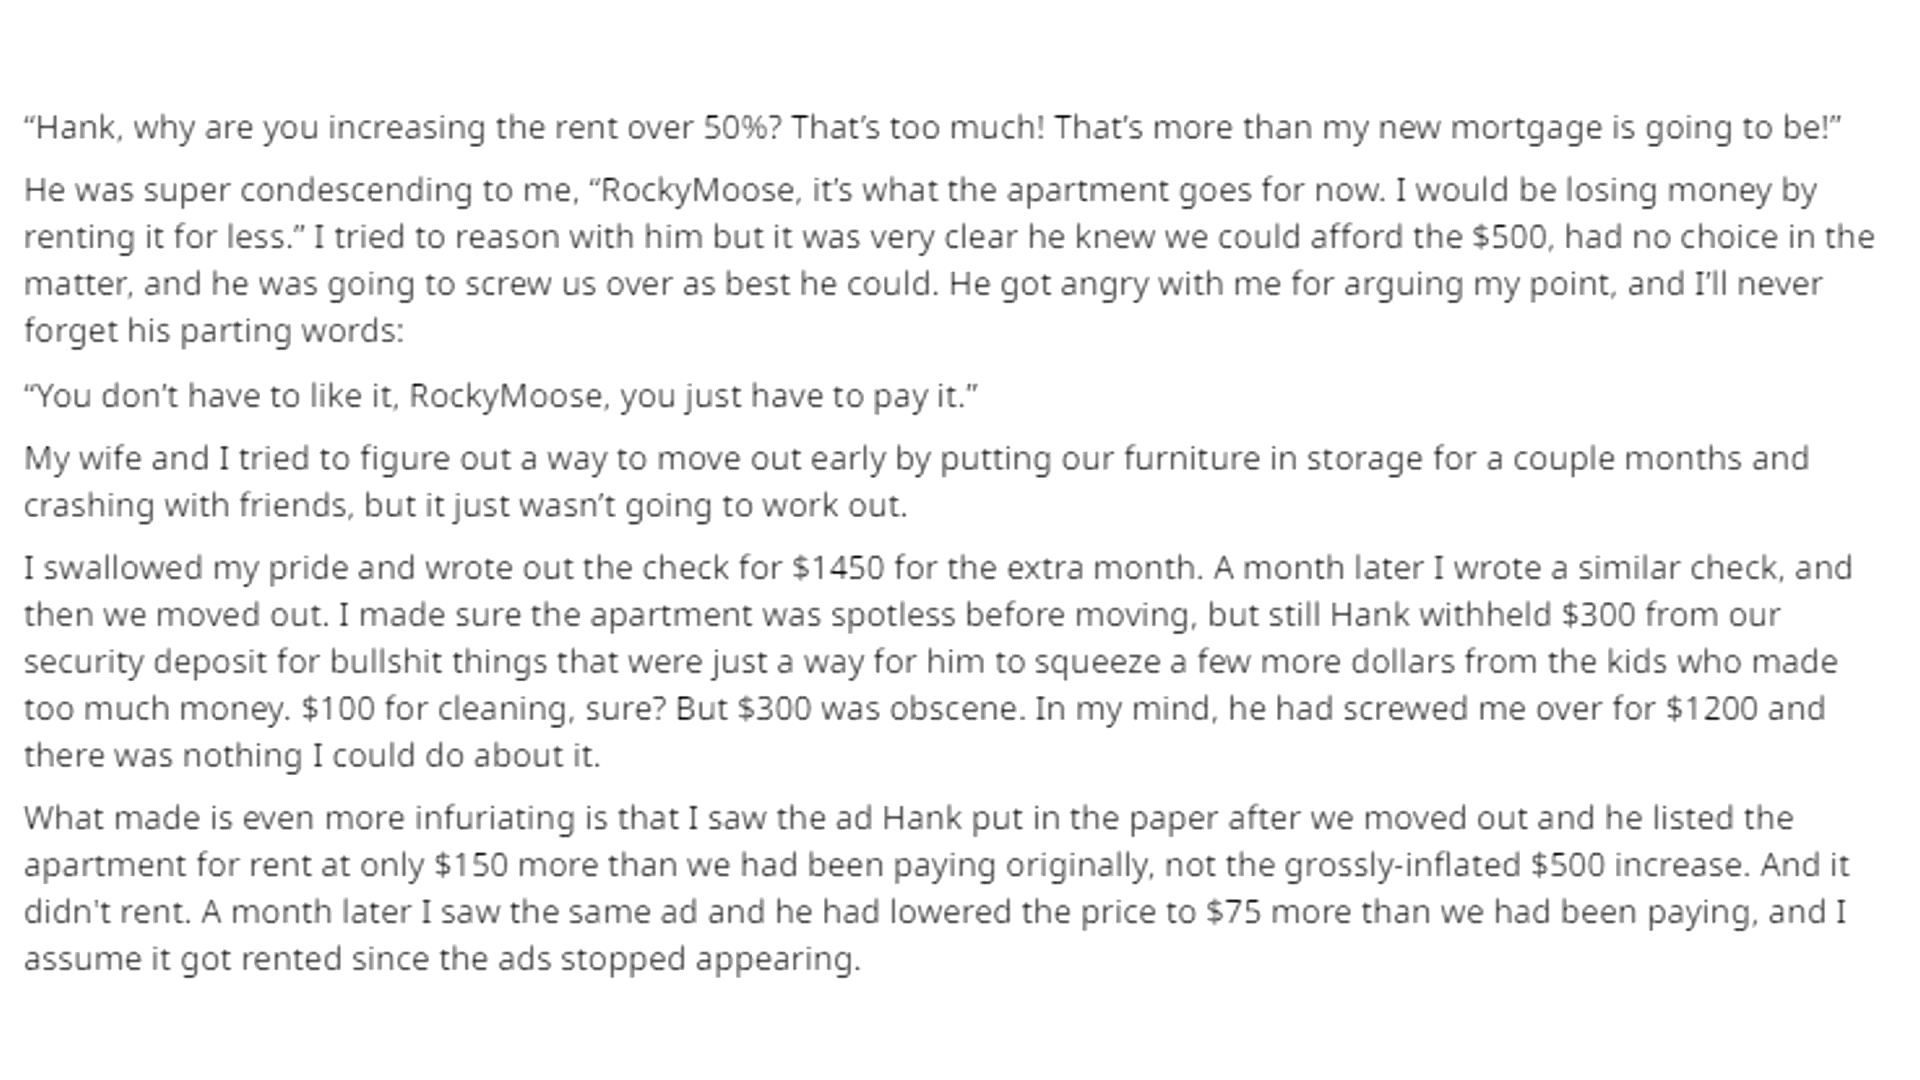 “Hank, why are you increasing the rent over 50%? That’s too much! That’s more than my new mortgage is going to be!”
He was super condescending to me, “RockyMoose, it’s what the apartment goes for now. I would be losing money by
renting it for less.” I tried to reason with him but it was very clear he knew we could afford the $500, had no choice in the
matter, and he was going to screw us over as best he could. He got angry with me for arguing my point, and I’ll never
forget his parting words:
“You don’t have to like it, RockyMoose, you just have to pay it.”
My wife and I tried to figure out a way to move out early by putting our furniture in storage for a couple months and
crashing with friends, but it just wasn’t going to work out.
I swallowed my pride and wrote out the check for $1450 for the extra month. A month later I wrote a similar check, and
then we moved out. I made sure the apartment was spotless before moving, but still Hank withheld $300 from our
security deposit for bullshit things that were just a way for him to squeeze a few more dollars from the kids who made
too much money. $100 for cleaning, sure? But $300 was obscene. In my mind, he had screwed me over for $1200 and
there was nothing I could do about it.
What made is even more infuriating is that I saw the ad Hank put in the paper after we moved out and he listed the
apartment for rent at only $150 more than we had been paying originally, not the grossly-inflated $500 increase. And it
didn't rent. A month later I saw the same ad and he had lowered the price to $75 more than we had been paying, and I
assume it got rented since the ads stopped appearing.